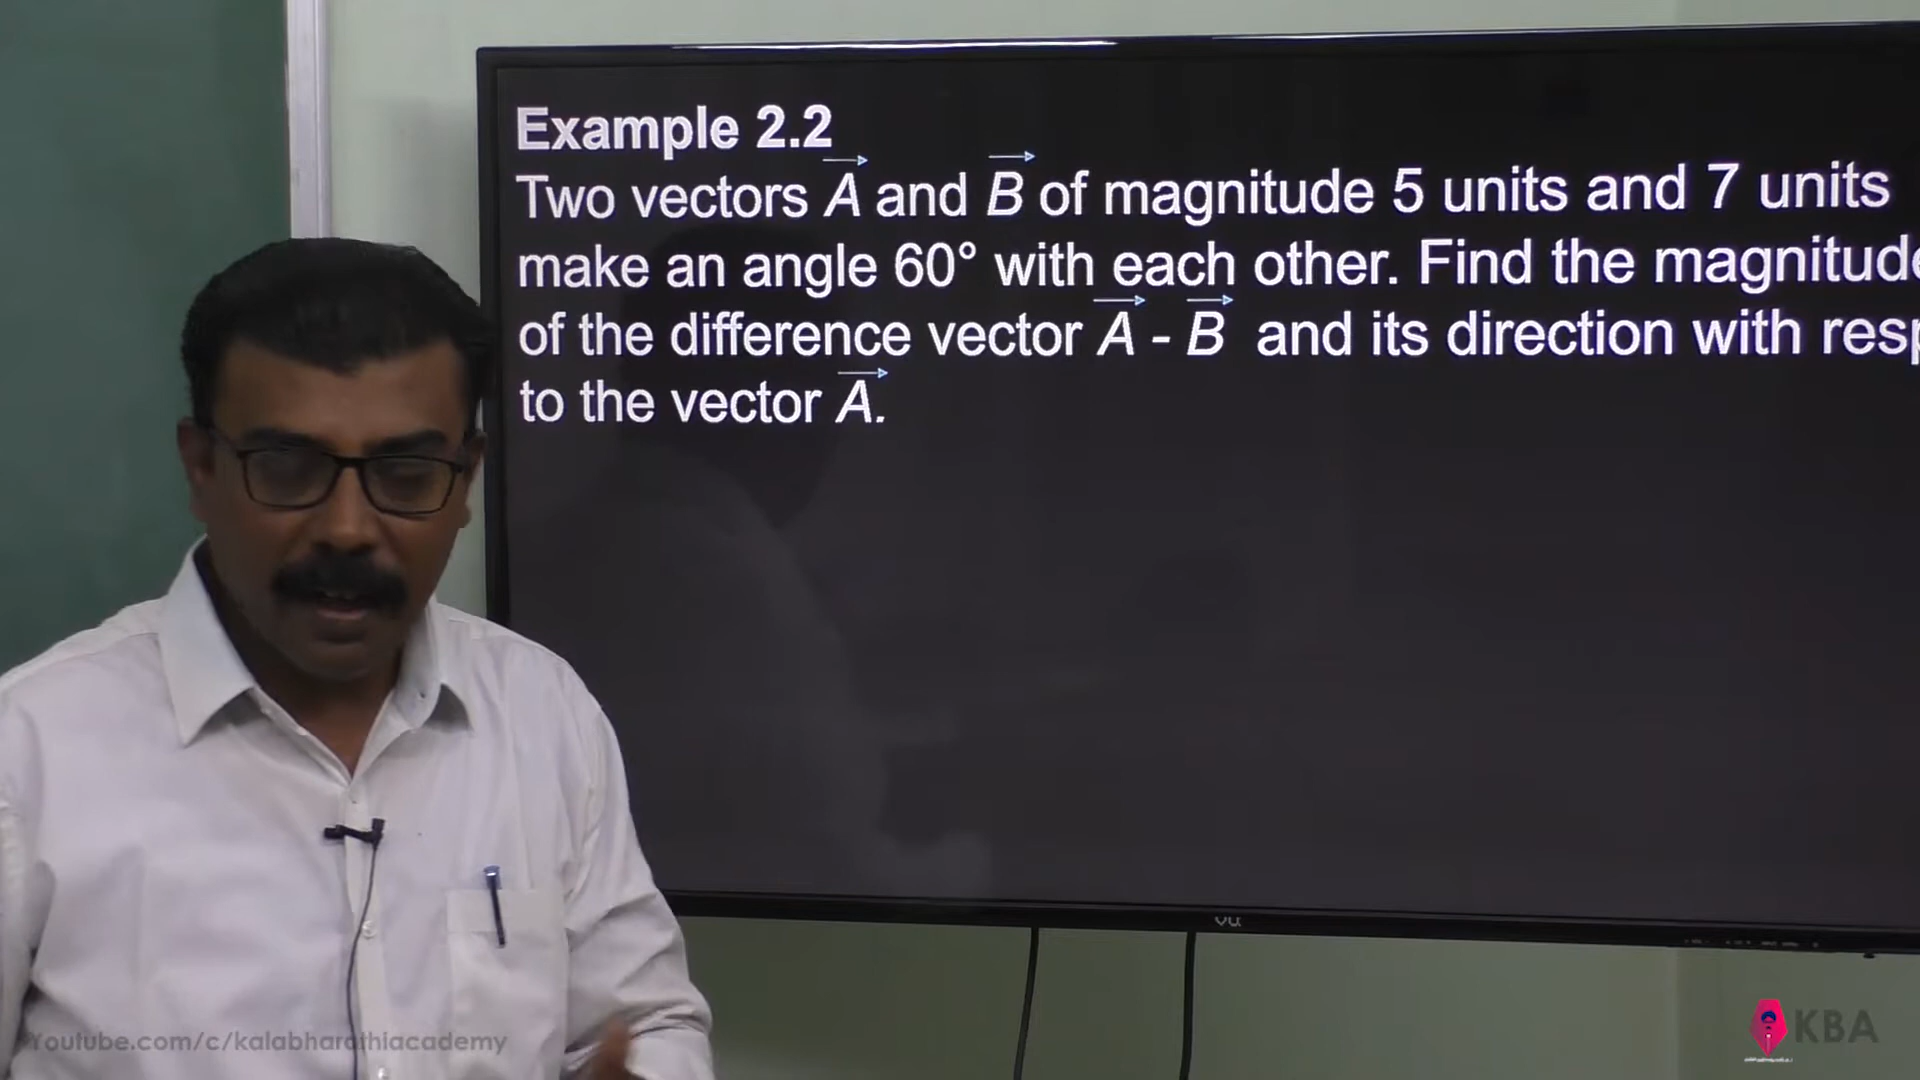 Example 2.2
Two vectors A and B of magnitude 5 units and 7 units
make an angle 60° with each other. Find the magnitude
of the difference vector A - B and its direction with resp
to the vector A.
vu
Youtube.com/c/kalabharathiacademy
KBA